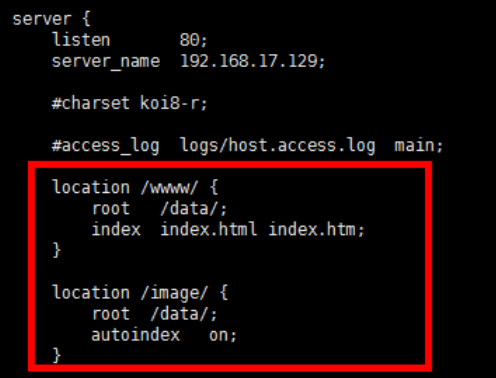 server {
    listen       80;
    server_name  192.168.17.129;
    #charset koi8-r;
    #access_log  logs/host.access.log  main;
    location /wwww/ {
        root   /data/;
        index  index.html index.htm;
    }
    location /image/ {
        root  /data/;
        autoindex   on;
    }